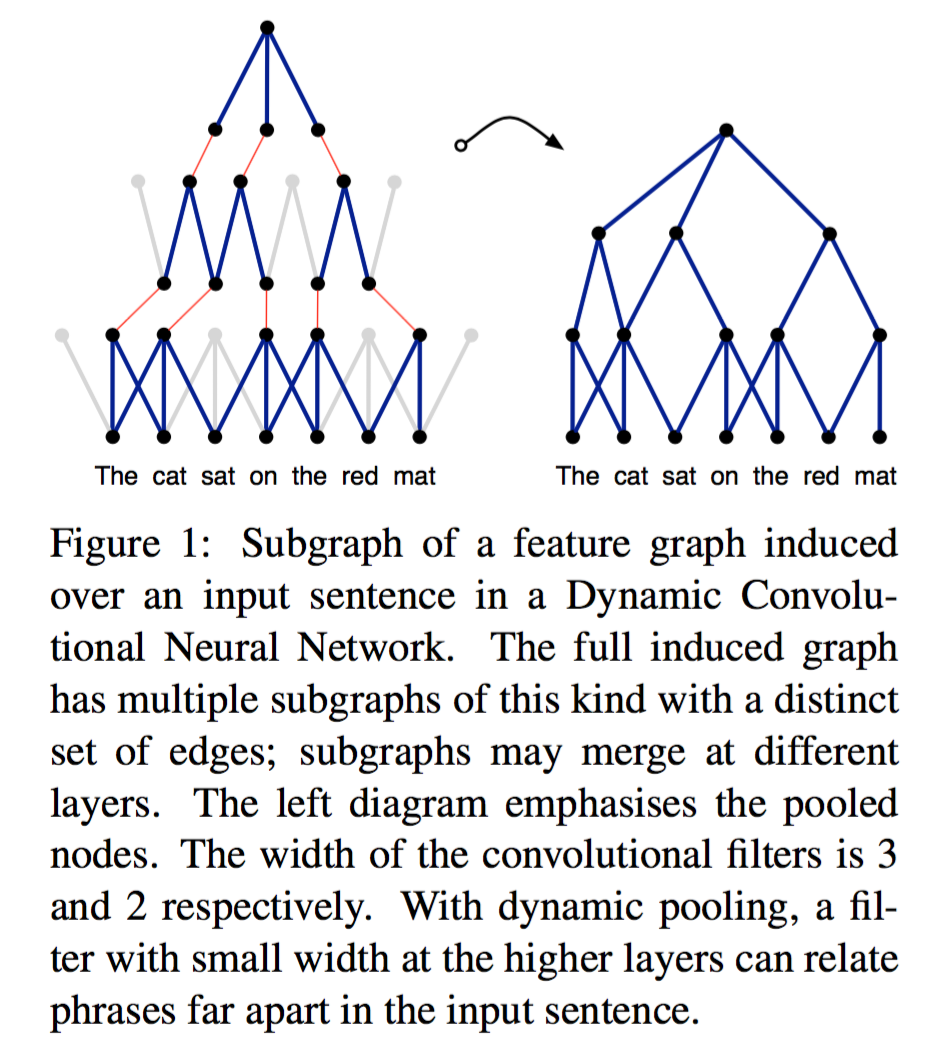 The cat sat on the red mat
The cat sat on the red mat
Figure 1: Subgraph of a feature graph induced
over an input sentence in a Dynamic Convolu-
tional Neural Network. The full induced graph
has multiple subgraphs of this kind with a distinct
set of edges; subgraphs may merge at different
layers. The left diagram emphasises the pooled
nodes. The width of the convolutional filters is 3
and 2 respectively. With dynamic pooling, a fil-
ter with small width at the higher layers can relate
phrases far apart in the input sentence.